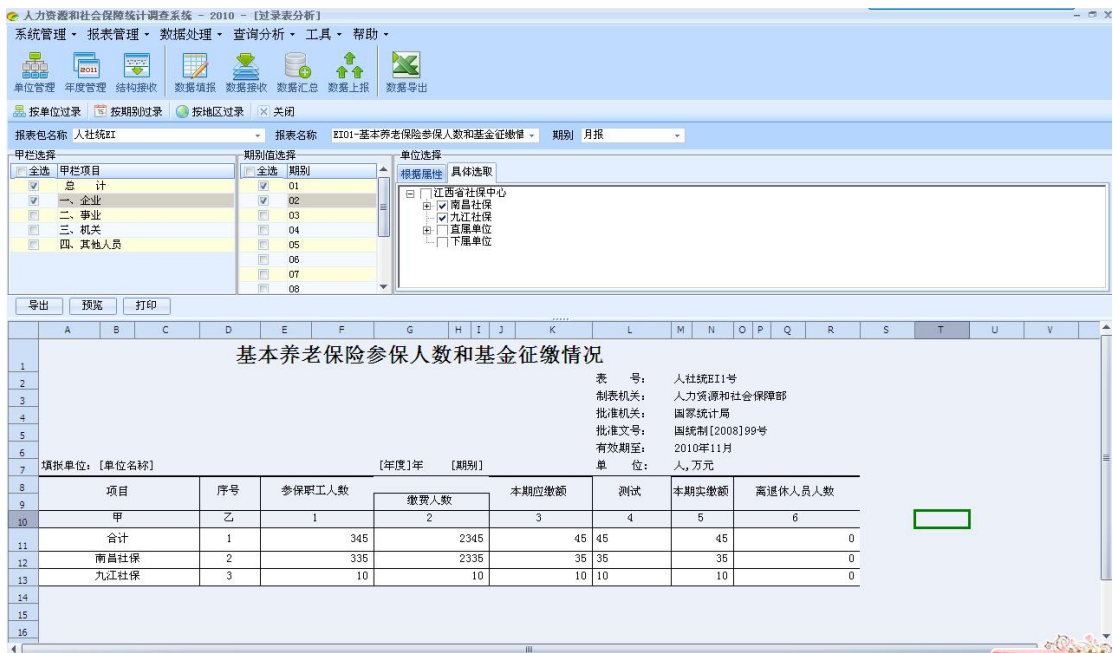 人力资源和社会保障统计调查系统 - 2010 - [过录表分析]
系统管理 报表管理 数据处理 查询分析 工具 帮助
2011
单位管理 年度管理 结构接收 数据填报 数据接收 数据汇总 数据上报 数据导出
按单位过录 按期别过录 按地区过录 关闭
报表包名称 人社统EI 报表名称 EI01-基本养老保险参保人数和基金征缴情 期别 月报
甲栏选择 期别值选择 单位选择
全选 甲栏项目 全选 期别 根据属性 具体选取
总 计 01 江西省社保中心
一、企业 02 南昌社保
二、事业 03 九江社保
三、机关 04 直属单位
四、其他人员 05 下属单位
06
07
08
导出 预览 打印
A B C D E F G H I J K L M N O P Q R S T U V
1 基本养老保险参保人数和基金征缴情况
2 表 号: 人社统EI1号
3 制表机关: 人力资源和社会保障部
4 批准机关: 国家统计局
5 批准文号: 国统制[2008]99号
6 有效期至: 2010年11月
7 填报单位: [单位名称] [年度]年 [期别] 单 位: 人,万元
8 项目 序号 参保职工人数 本期应缴额 测试 本期实缴额 离退休人员人数
9 缴费人数
10 甲 乙 1 2 3 4 5 6
11 合计 1 345 2345 45 45 45 0
12 南昌社保 2 335 2335 35 35 35 0
13 九江社保 3 10 10 10 10 10 0
14
15
16